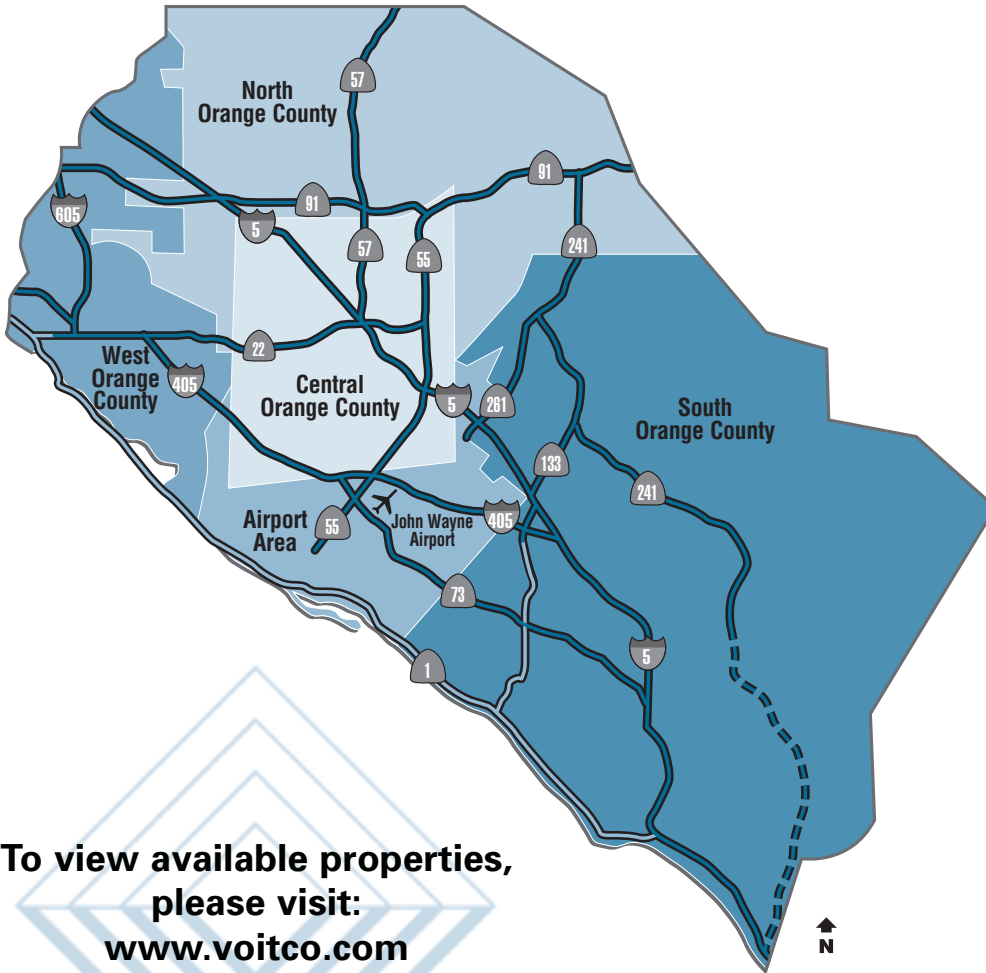 57
North
Orange County
91
91
605
5
57
55
241
22
West
Orange
County
405
Central
Orange County
5
261
South
Orange County
133
241
Airport
Area
55
John Wayne
Airport
405
73
5
1
To view available properties,
please visit:
www.voitco.com
N